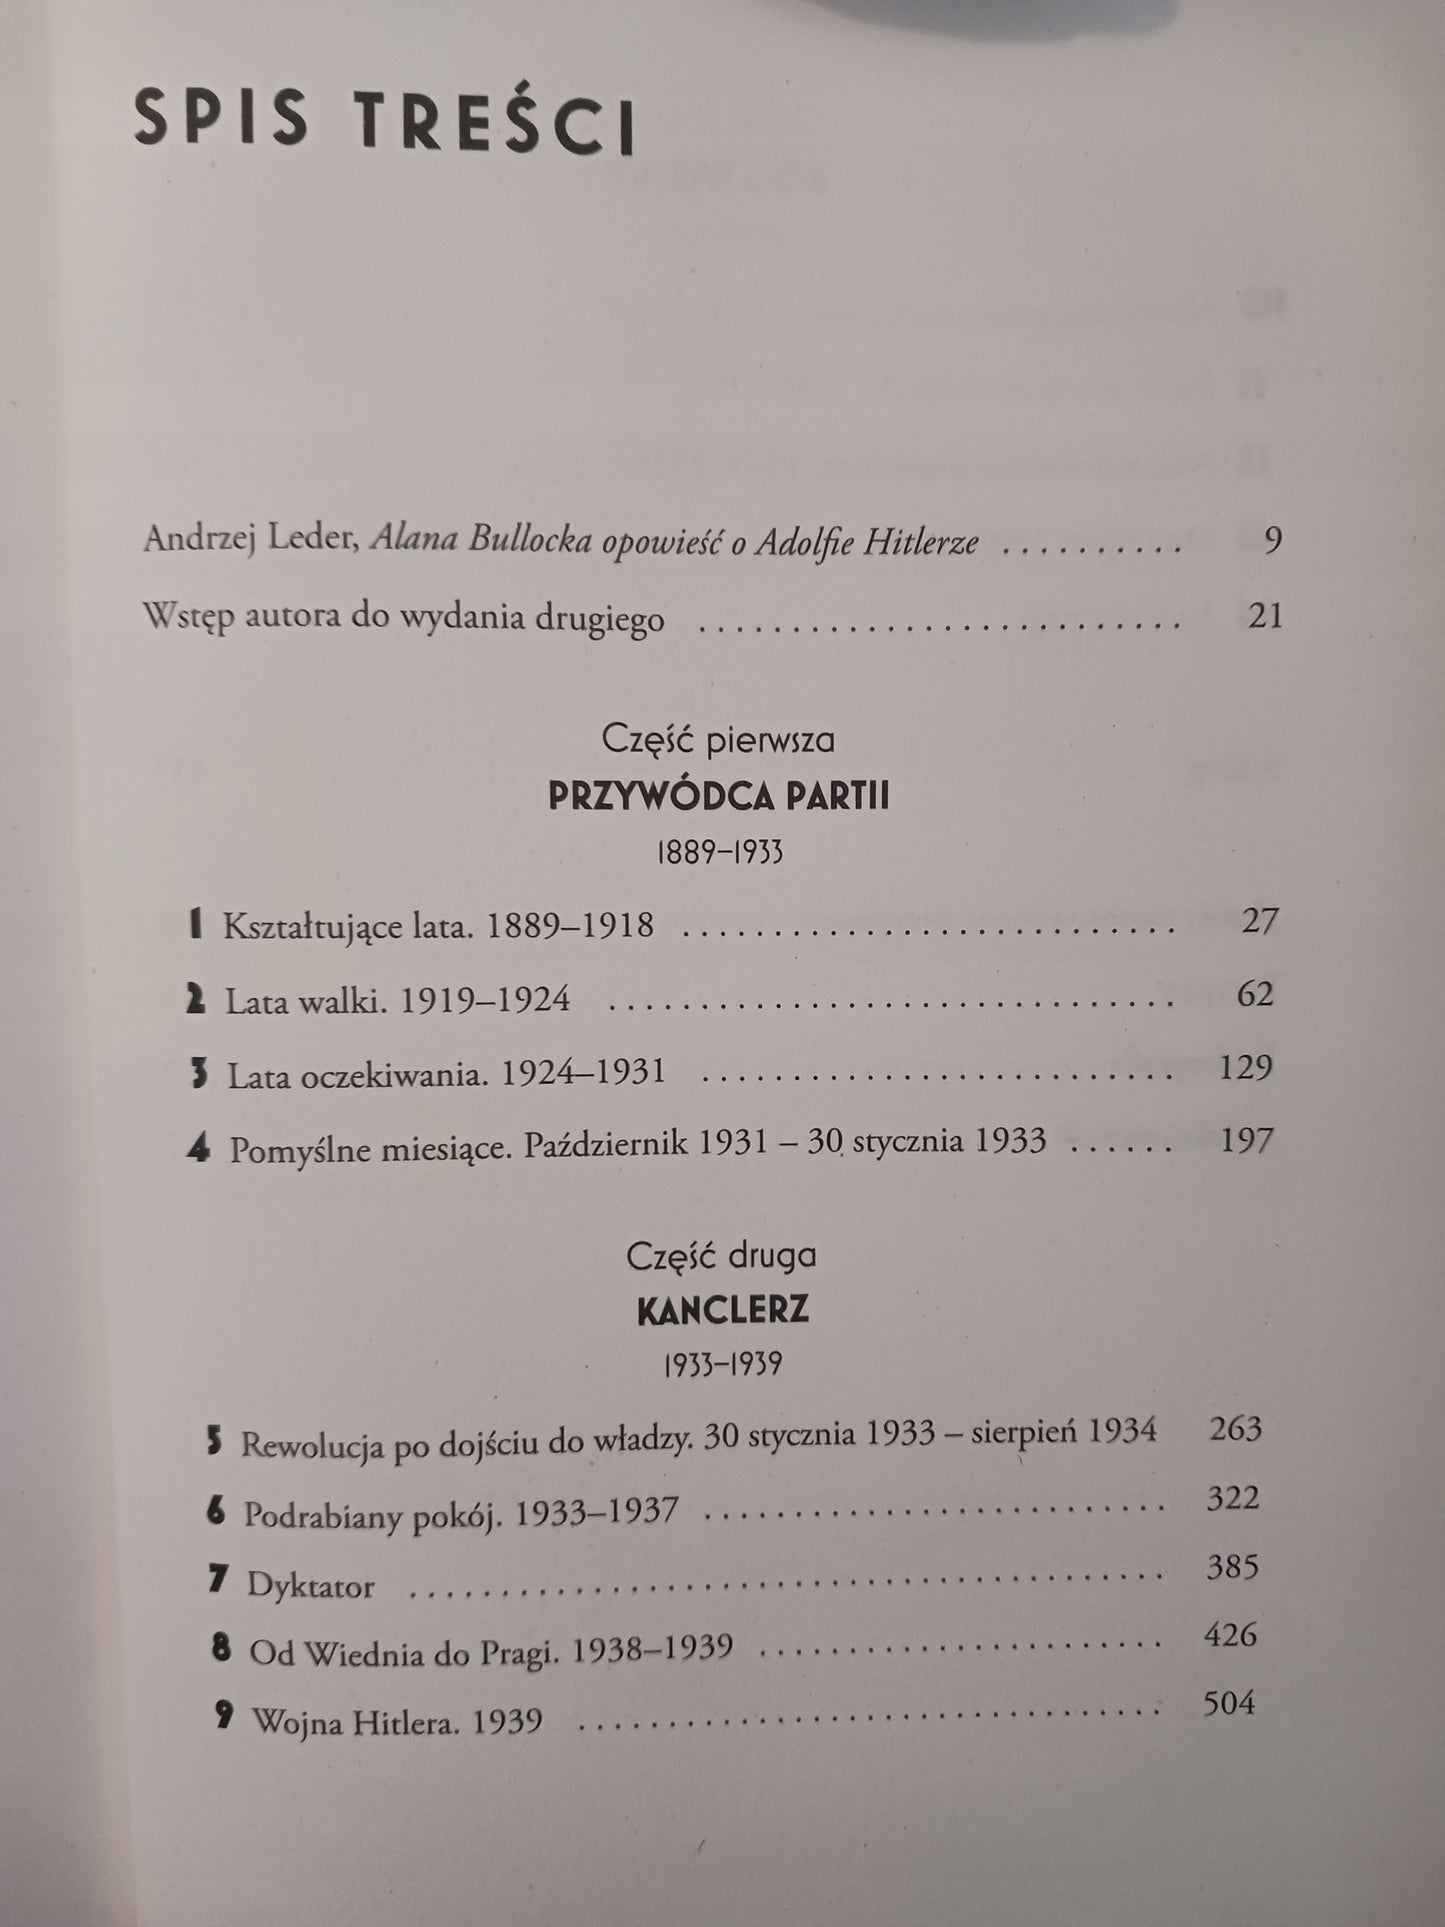 SPIS TREŚCI
Andrzej Leder, Alana Bullocka opowieść o Adolfie Hitlerze .......... 9
Wstęp autora do wydania drugiego .......................... 21
Część pierwsza
PRZYWÓDCA PARTII
1889–1933
1 Kształtujące lata. 1889–1918 ........................... 27
2 Lata walki. 1919–1924 ............................... 62
3 Lata oczekiwania. 1924–1931 .......................... 129
4 Pomyślne miesiące. Październik 1931 – 30 stycznia 1933 ...... 197
Część druga
KANCLERZ
1933–1939
5 Rewolucja po dojściu do władzy. 30 stycznia 1933 – sierpień 1934 263
6 Podrabiany pokój. 1933–1937 ......................... 322
7 Dyktator ......................................... 385
8 Od Wiednia do Pragi. 1938–1939 ...................... 426
9 Wojna Hitlera. 1939 ................................ 504